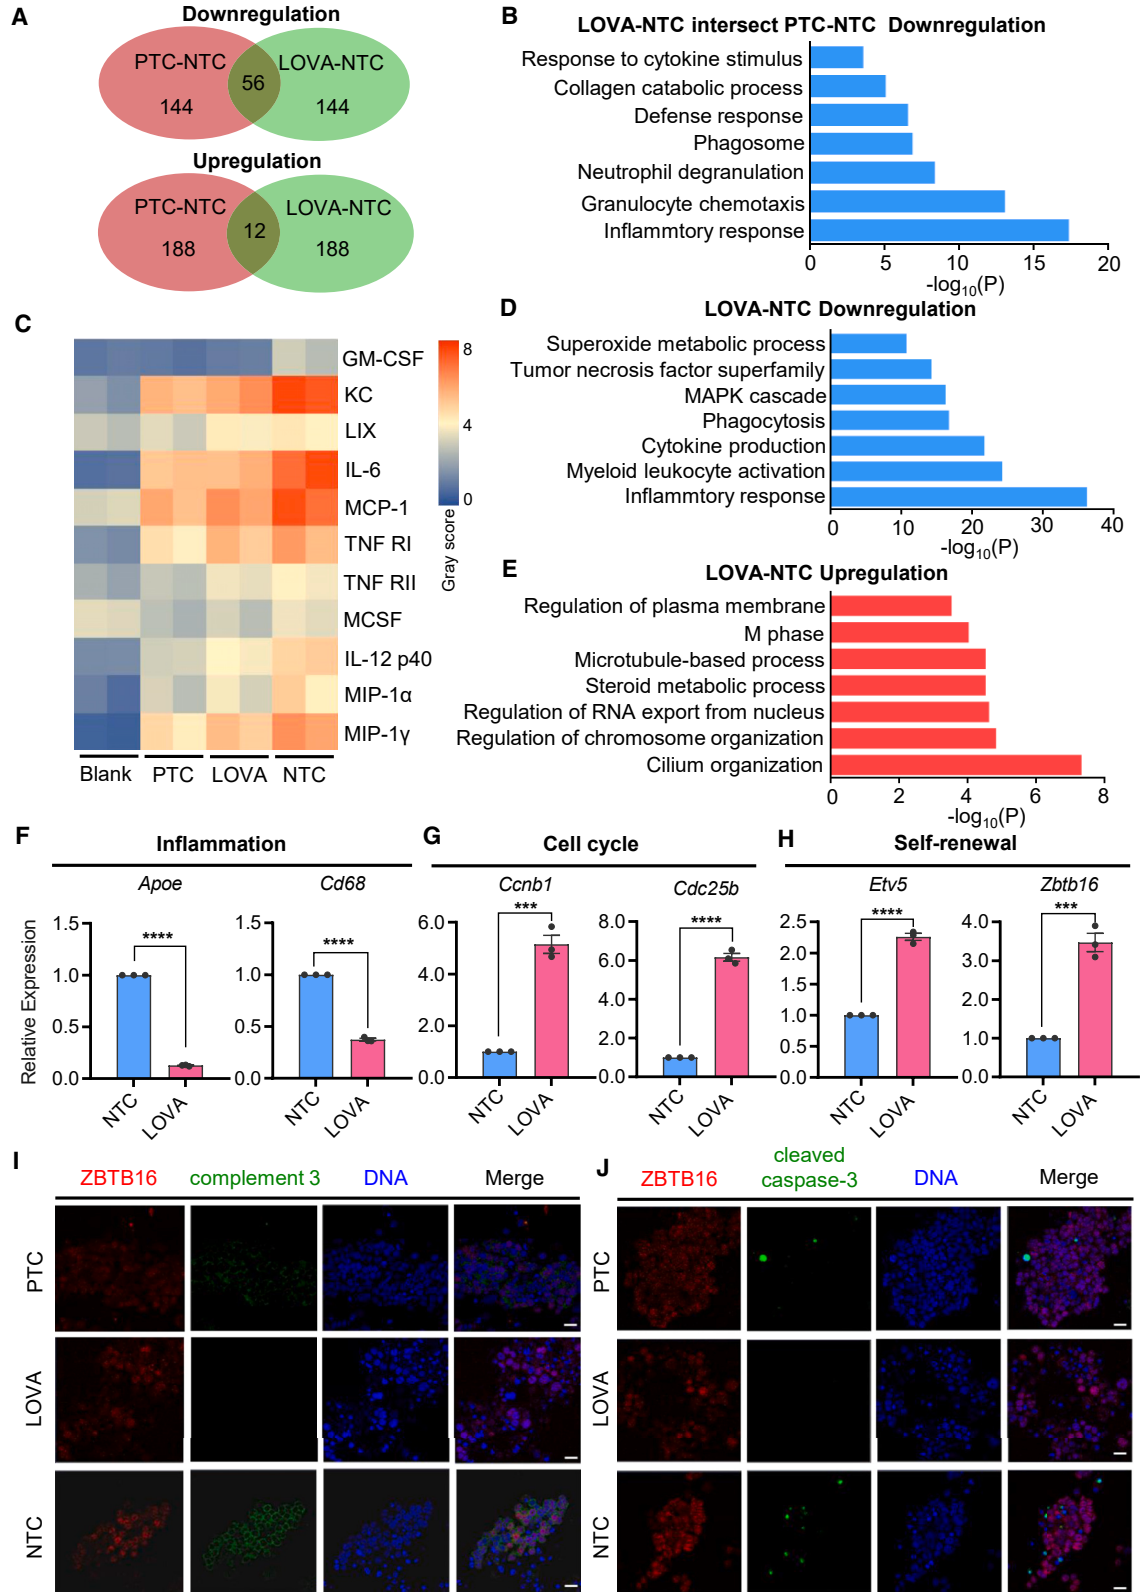 A
Downregulation
PTC-NTC
56
LOVA-NTC
144
144
Upregulation
PTC-NTC
12
LOVA-NTC
188
188
B
LOVA-NTC intersect PTC-NTC Downregulation
Response to cytokine stimulus
Collagen catabolic process
Defense response
Phagosome
Neutrophil degranulation
Granulocyte chemotaxis
Inflammtory response
0 5 10 15 20
-log10(P)
C
GM-CSF
KC
LIX
IL-6
MCP-1
TNF RI
TNF RII
MCSF
IL-12 p40
MIP-1α
MIP-1γ
Blank PTC LOVA NTC
8
4
0
Gray score
D
LOVA-NTC Downregulation
Superoxide metabolic process
Tumor necrosis factor superfamily
MAPK cascade
Phagocytosis
Cytokine production
Myeloid leukocyte activation
Inflammtory response
0 10 20 30 40
-log10(P)
E
LOVA-NTC Upregulation
Regulation of plasma membrane
M phase
Microtubule-based process
Steroid metabolic process
Regulation of RNA export from nucleus
Regulation of chromosome organization
Cilium organization
0 2 4 6 8
-log10(P)
F
Inflammation
Relative Expression
Apoe
1.5
1.0
0.5
0.0
****
NTC
LOVA
Cd68
1.5
1.0
0.5
0.0
****
NTC
LOVA
G
Cell cycle
Ccnb1
6.0
4.0
2.0
0.0
***
NTC
LOVA
Cdc25b
8.0
6.0
4.0
2.0
0.0
****
NTC
LOVA
H
Self-renewal
Etv5
2.5
2.0
1.5
1.0
0.5
0.0
****
NTC
LOVA
Zbtb16
4.0
3.0
2.0
1.0
0.0
***
NTC
LOVA
I
ZBTB16 complement 3 DNA Merge
PTC
LOVA
NTC
J
ZBTB16 cleaved caspase-3 DNA Merge
PTC
LOVA
NTC